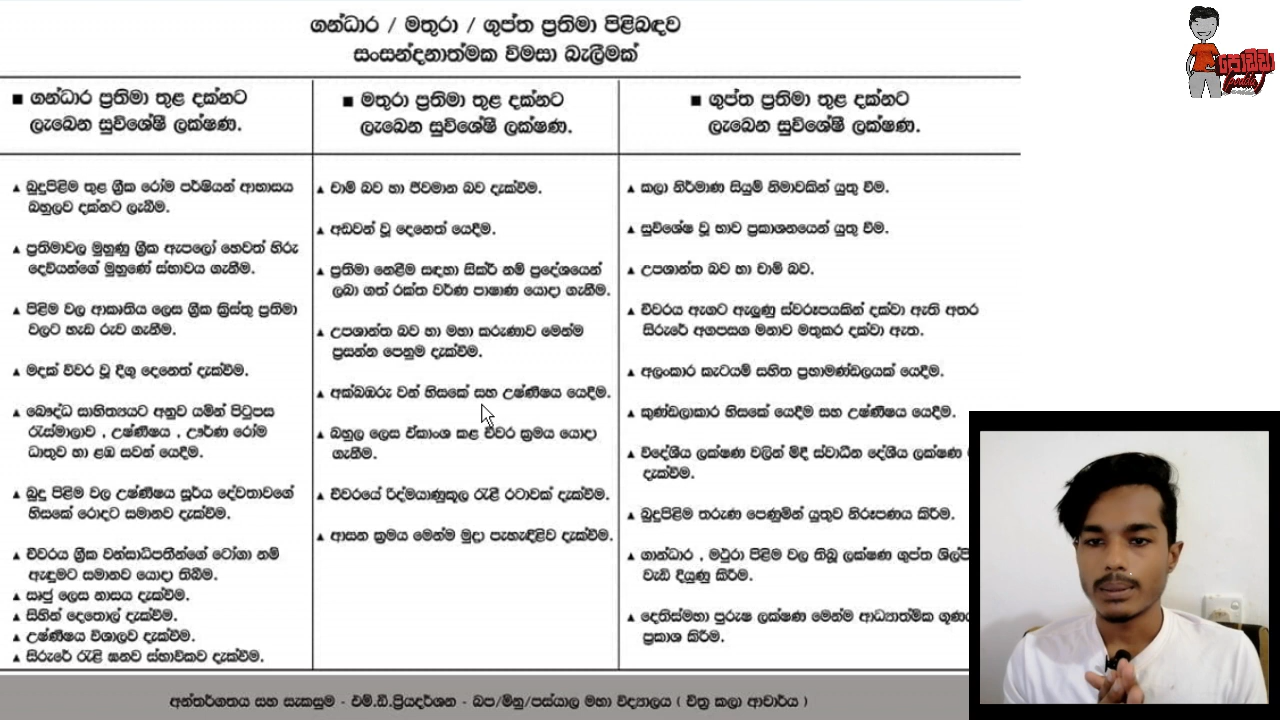 ගන්ධාර / මතුරා / ගුප්ත ප්‍රතිමා පිළිබඳව
සංසන්දනාත්මක විමසා බැලීමක්
■ ගන්ධාර ප්‍රතිමා තුළ දක්නට
ලැබෙන සුවිශේෂී ලක්ෂණ.
▲ බුදුපිළිම තුළ ග්‍රීක රෝම පර්ෂියන් ආභාසය
බහුලව දක්නට ලැබීම.
▲ ප්‍රතිමාවල මුහුණු ග්‍රීක ඇපලෝ හෙවත් හිරු
දෙවියන්ගේ මුහුණේ ස්භාවය ගැනීම.
▲ පිළිම වල ආකෘතිය ලෙස ග්‍රීක ක්‍රිස්තු ප්‍රතිමා
වලට හැඩ රුව ගැනීම.
▲ මදක් විවර වූ දිගු දෙනෙත් දැක්වීම.
▲ බෞද්ධ සාහිත්‍යයට අනුව යමින් පිටුපස
රැස්මාලාව , උෂ්ණීෂය , ඌර්ණ රෝම
ධාතුව හා ළඹ සවන් යෙදීම.
▲ බුදු පිළිම වල උෂ්ණීෂය සූර්ය දේවතාවගේ
හිසකේ රොදට සමානව දැක්වීම.
▲ චීවරය ග්‍රීක වන්සාධිපතීන්ගේ ටෝගා නම්
ඇඳුමට සමානව යොදා තිබීම.
▲ සෘජු ලෙස නාසය දැක්වීම.
▲ සිහින් දෙතොල් දැක්වීම.
▲ උෂ්ණීෂය විශාලව දැක්වීම.
▲ සිරුරේ රැළි ඝනව ස්භාවිකව දැක්වීම.
■ මතුරා ප්‍රතිමා තුළ දක්නට
ලැබෙන සුවිශේෂී ලක්ෂණ.
▲ චාම් බව හා ජීවමාන බව දැක්වීම.
▲ අඩවන් වූ දෙනෙත් යෙදීම.
▲ ප්‍රතිමා නෙළීම සඳහා සික්රි නම් ප්‍රදේශයෙන්
ලබා ගත් රක්ත වර්ණ පාෂාණ යොදා ගැනීම.
▲ උපශාන්ත බව හා මහා කරුණාව මෙන්ම
ප්‍රසන්න පෙනුම දැක්වීම.
▲ අක්බඹරු වන් හිසකේ සහ උෂ්ණීෂය යෙදීම.
▲ බහුල ලෙස ඒකාංශ කළ චීවර ක්‍රමය යොදා
ගැනීම.
▲ චීවරයේ රිද්මයාණුකූල රැළි රටාවක් දැක්වීම.
▲ ආසන ක්‍රමය මෙන්ම මුද්‍රා පැහැදිළිව දැක්වීම.
■ ගුප්ත ප්‍රතිමා තුළ දක්නට
ලැබෙන සුවිශේෂී ලක්ෂණ.
▲ කලා නිර්මාණ සියුම් නිමාවකින් යුතු වීම.
▲ සුවිශේෂ වූ භාව ප්‍රකාශනයෙන් යුතු වීම.
▲ උපශාන්ත බව හා චාම් බව.
▲ චීවරය ඇගට ඇලුණු ස්වරූපයකින් දක්වා ඇති අතර
සිරුරේ අගපසග මනාව මතුකර දක්වා ඇත.
▲ අලංකාර කැටයම් සහිත ප්‍රභාමණ්ඩලයක් යෙදීම.
▲ කුණ්ඩලාකාර හිසකේ යෙදීම සහ උෂ්ණීෂය යෙදීම.
▲ විදේශීය ලක්ෂණ වලින් මිදී ස්වාධීන දේශීය ලක්ෂණ
දැක්වීම.
▲ බුදුපිළිම තරුණ පෙණුමින් යුතුව නිරූපණය කිරීම.
▲ ගාන්ධාර , මථුරා පිළිම වල තිබූ ලක්ෂණ ගුප්ත
වැඩි දියුණු කිරීම.
▲ දෙතිස්මහා පුරුෂ ලක්ෂණ මෙන්ම ආධ්‍යාත්මික
ප්‍රකාශ කිරීම.
අන්තර්ගතය සහ සැකසුම - එම්.ඩී.ප්‍රියදර්ශන - බප/මිනු/පස්යාල මහා විද්‍යාලය ( චිත්‍ර කලා ආචාර්ය )
පොඩ්ඩා